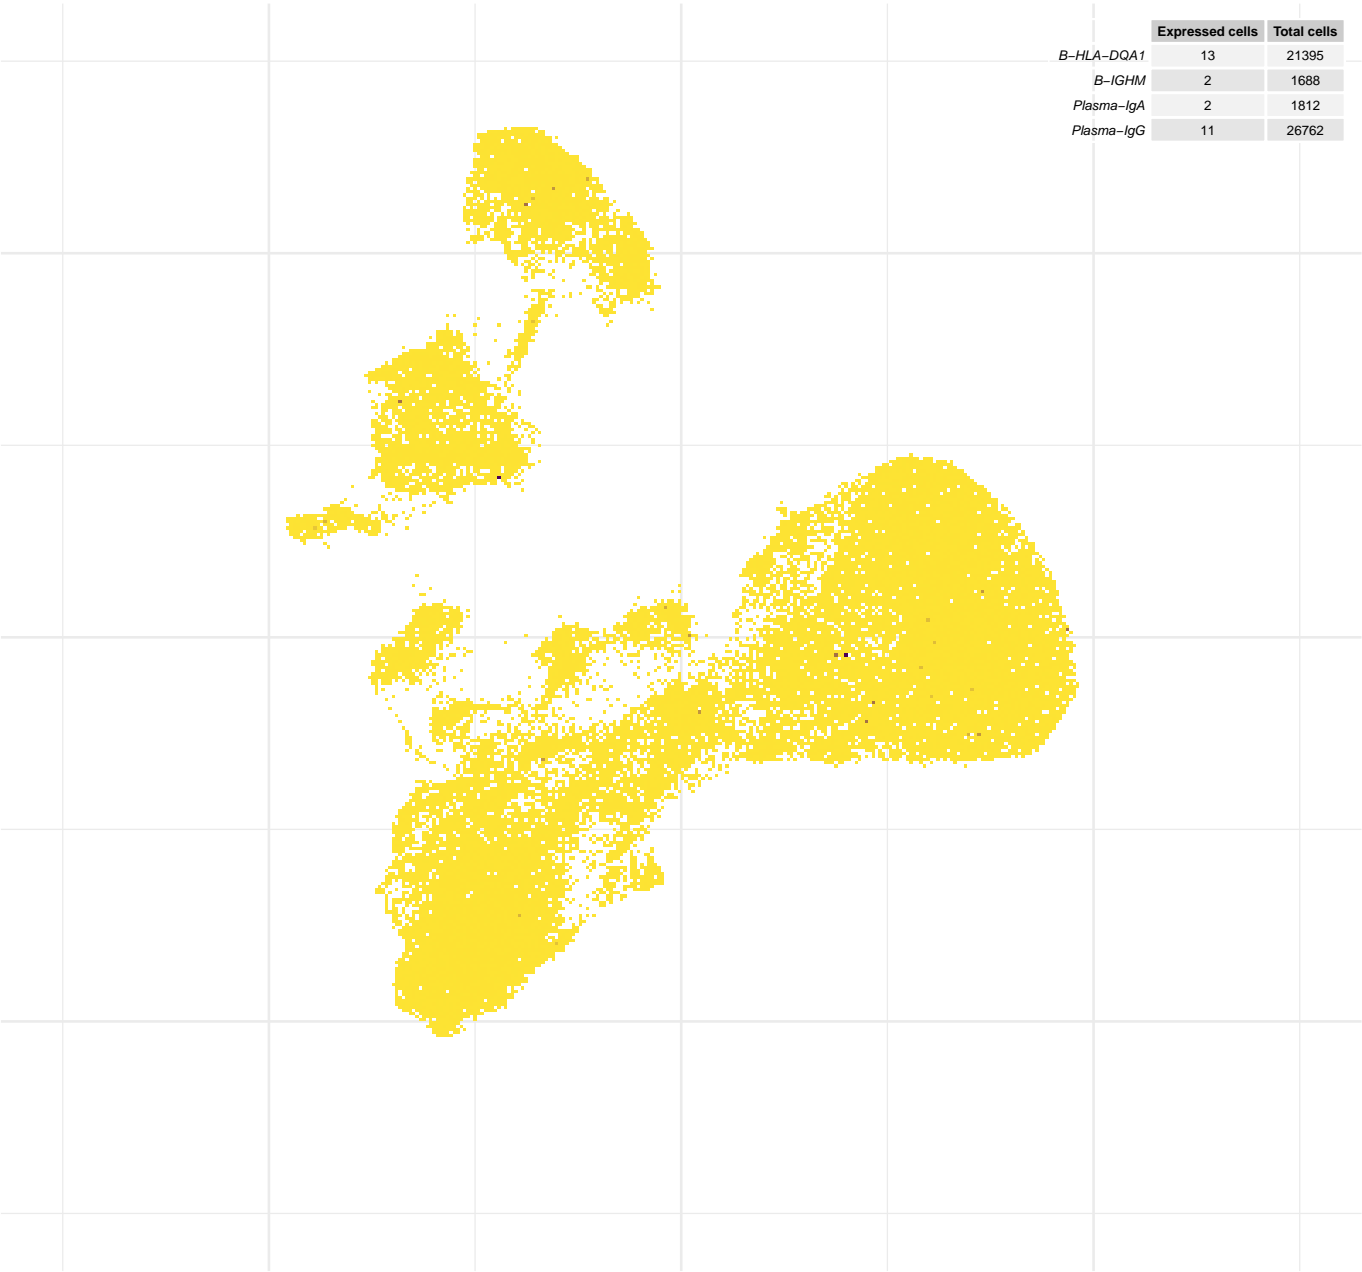 Expressed cells Total cells
B−HLA−DQA1 13 21395
B−IGHM 2 1688
Plasma−IgA 2 1812
Plasma−IgG 11 26762